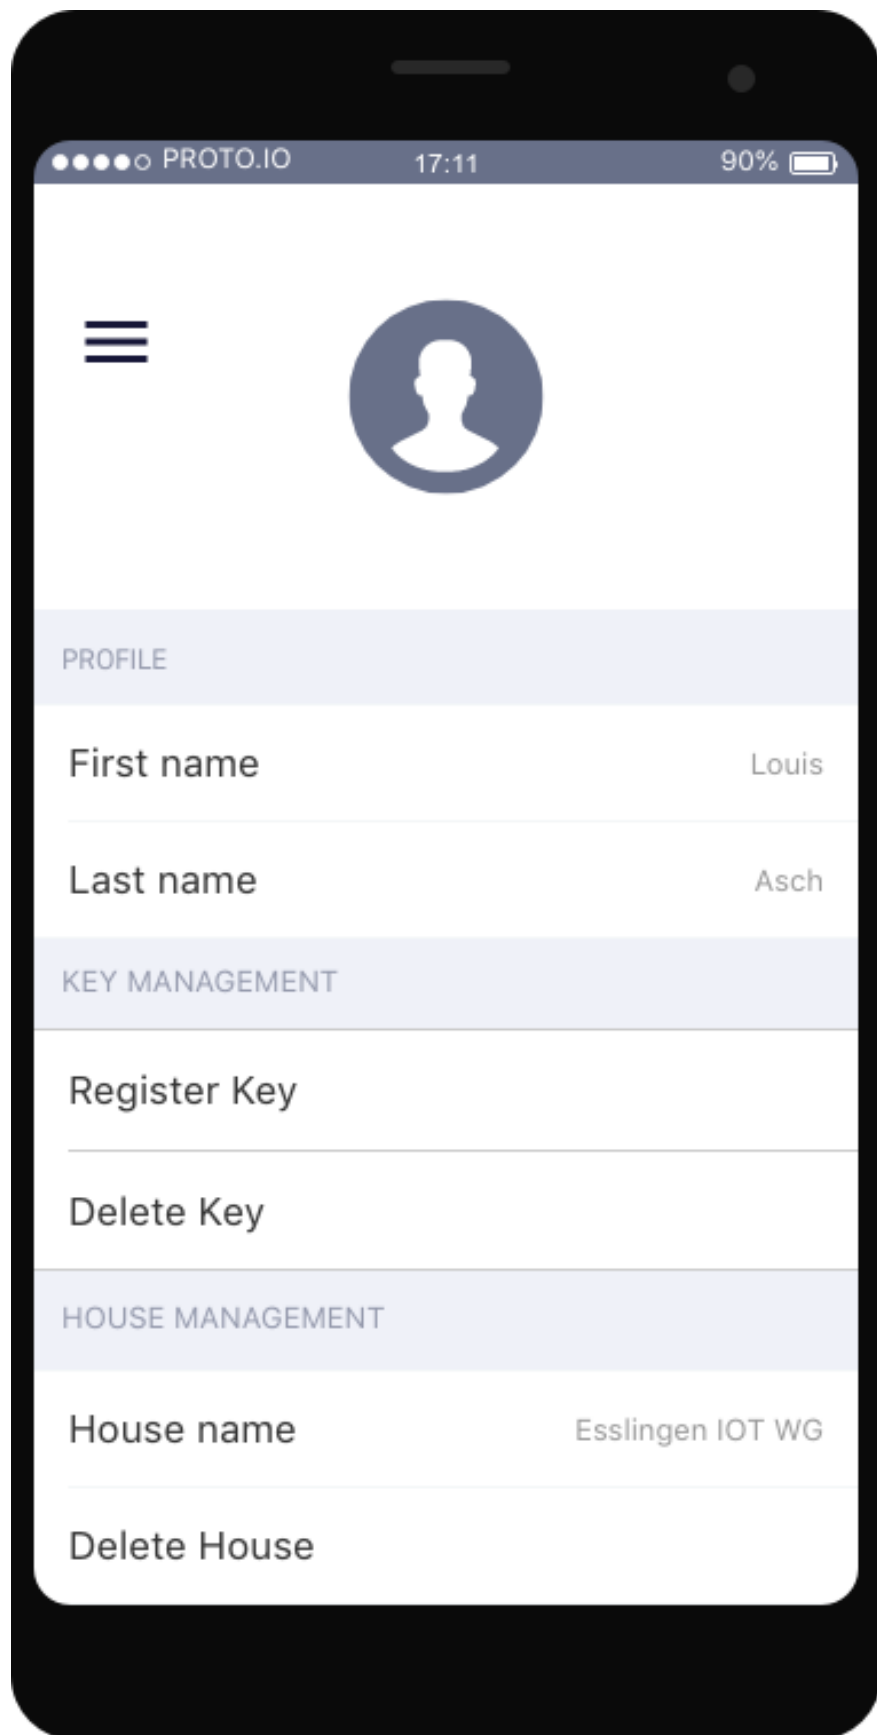 PROTO.IO 17:11 90%
PROFILE
First name Louis
Last name Asch
KEY MANAGEMENT
Register Key
Delete Key
HOUSE MANAGEMENT
House name Esslingen IOT WG
Delete House